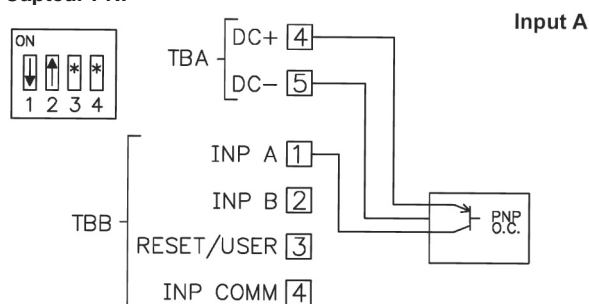 Input A
ON
* *
1 2 3 4
TBA
DC+ 4
DC− 5
INP A 1
INP B 2
TBB
RESET/USER 3
INP COMM 4
PNP
O.C.